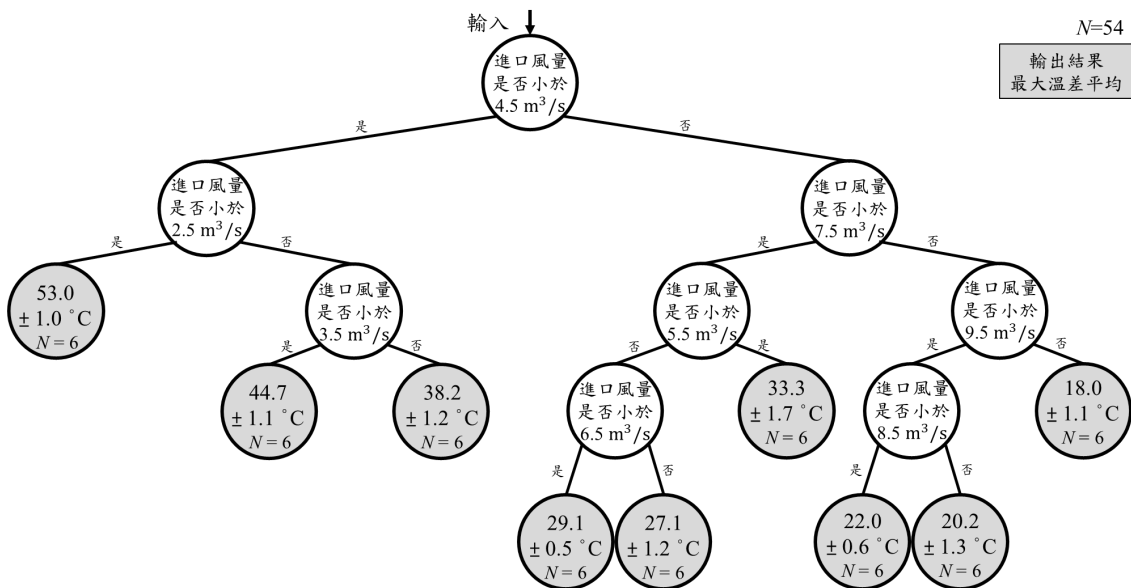 輸入
N=54
輸出結果
最大溫差平均
進口風量
是否小於
4.5 m³/s
是
否
進口風量
是否小於
2.5 m³/s
進口風量
是否小於
7.5 m³/s
是
否
是
否
53.0
± 1.0 °C
N = 6
進口風量
是否小於
3.5 m³/s
進口風量
是否小於
5.5 m³/s
進口風量
是否小於
9.5 m³/s
是
否
否
是
是
否
44.7
± 1.1 °C
N = 6
38.2
± 1.2 °C
N = 6
進口風量
是否小於
6.5 m³/s
33.3
± 1.7 °C
N = 6
進口風量
是否小於
8.5 m³/s
18.0
± 1.1 °C
N = 6
是
否
是
否
29.1
± 0.5 °C
N = 6
27.1
± 1.2 °C
N = 6
22.0
± 0.6 °C
N = 6
20.2
± 1.3 °C
N = 6